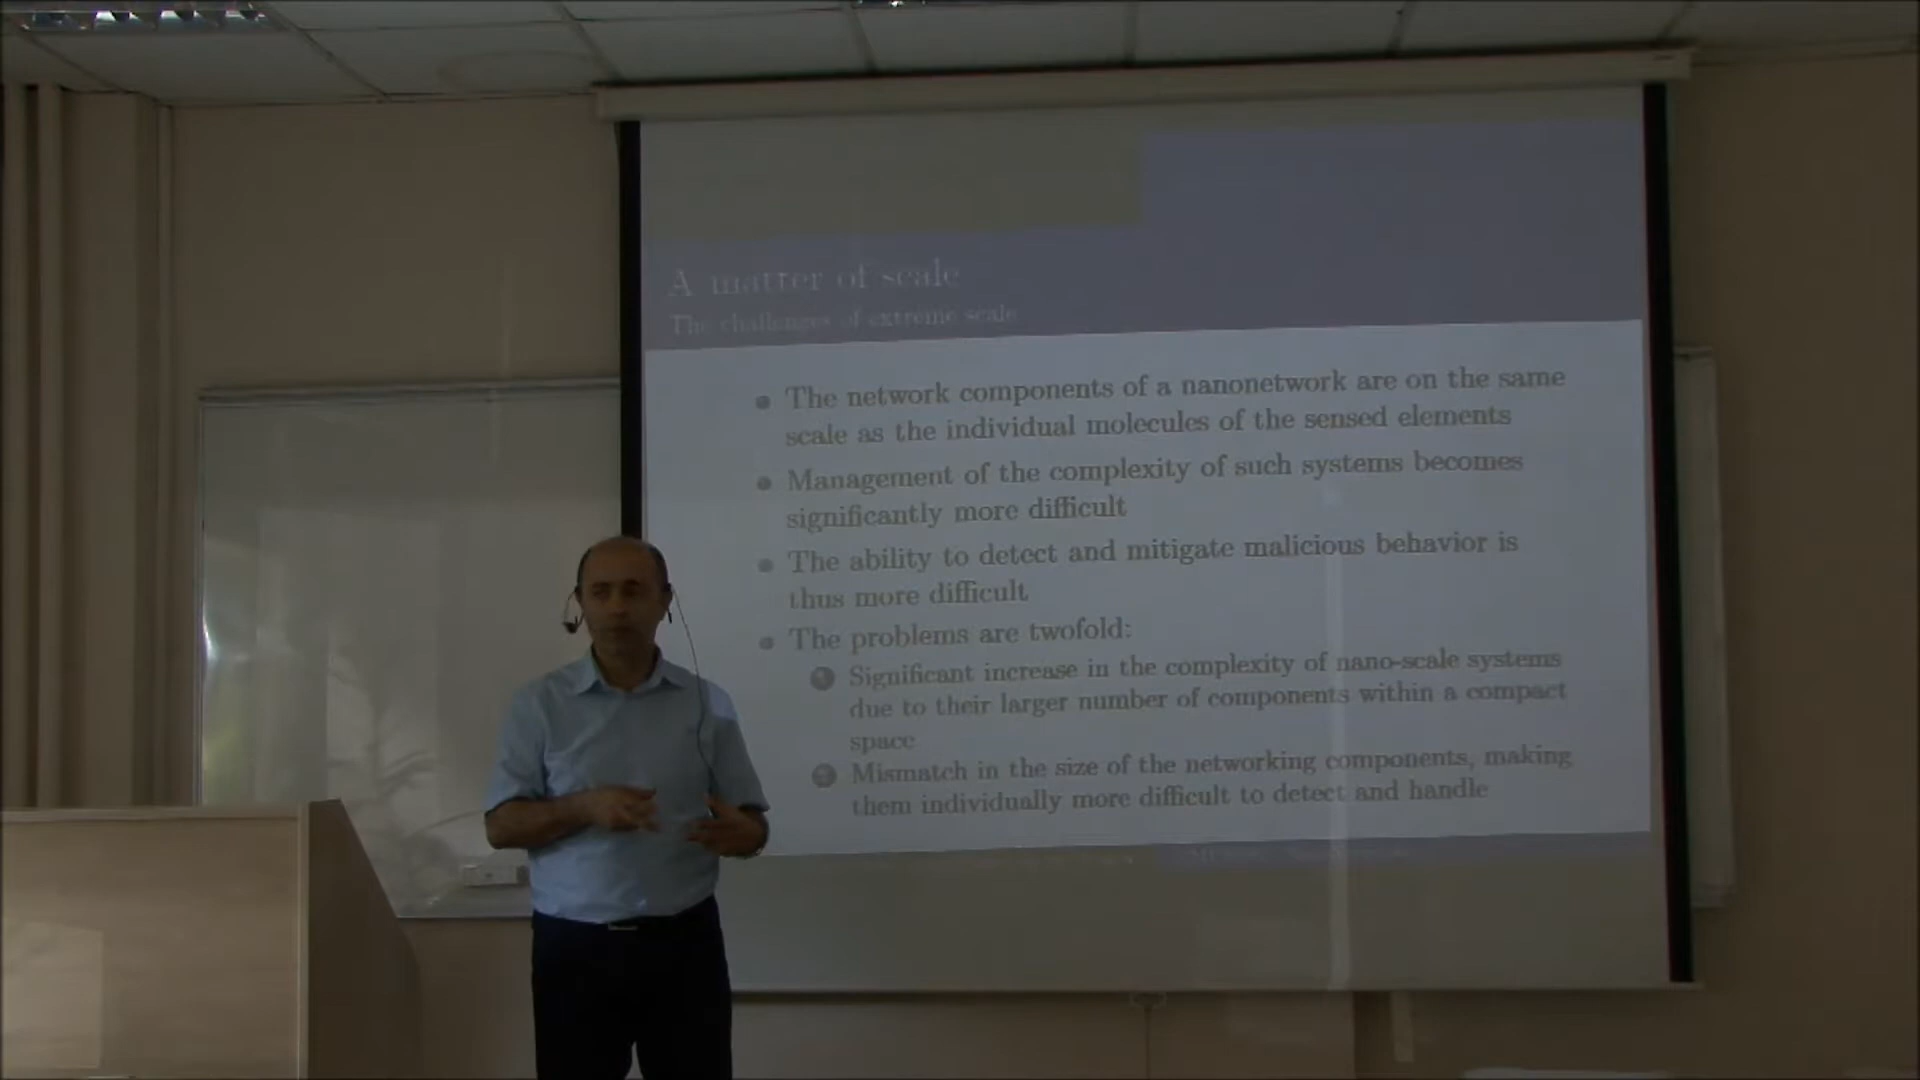 A matter of scale
The challenges of extreme scale
The network components of a nanonetwork are on the same
scale as the individual molecules of the sensed elements
Management of the complexity of such systems becomes
significantly more difficult
The ability to detect and mitigate malicious behavior is
thus more difficult
The problems are twofold:
Significant increase in the complexity of nano-scale systems
due to their larger number of components within a compact
space
Mismatch in the size of the networking components, making
them individually more difficult to detect and handle